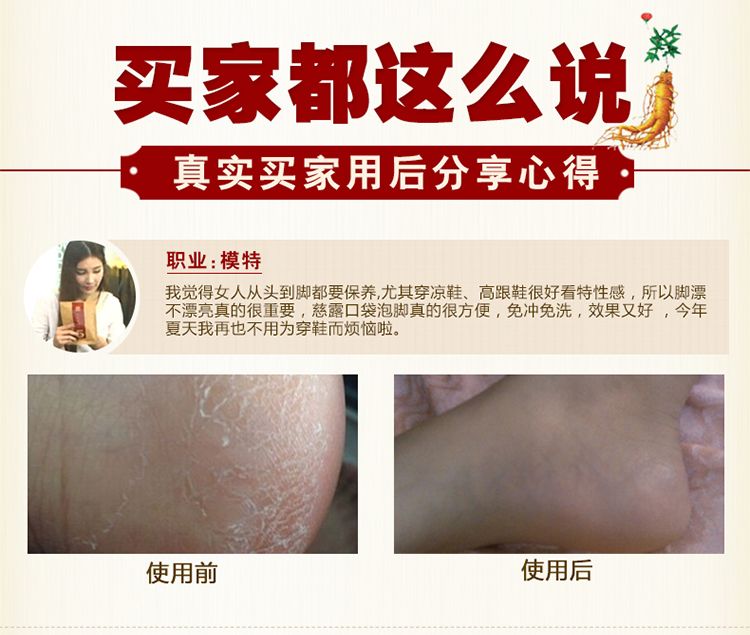 买家都这么说
真实买家用后分享心得
职业:模特
我觉得女人从头到脚都要保养,尤其穿凉鞋、高跟鞋很好看特性感，所以脚漂
不漂亮真的很重要，慈露口袋泡脚真的很方便，免冲免洗，效果又好 ，今年
夏天我再也不用为穿鞋而烦恼啦。
使用前
使用后